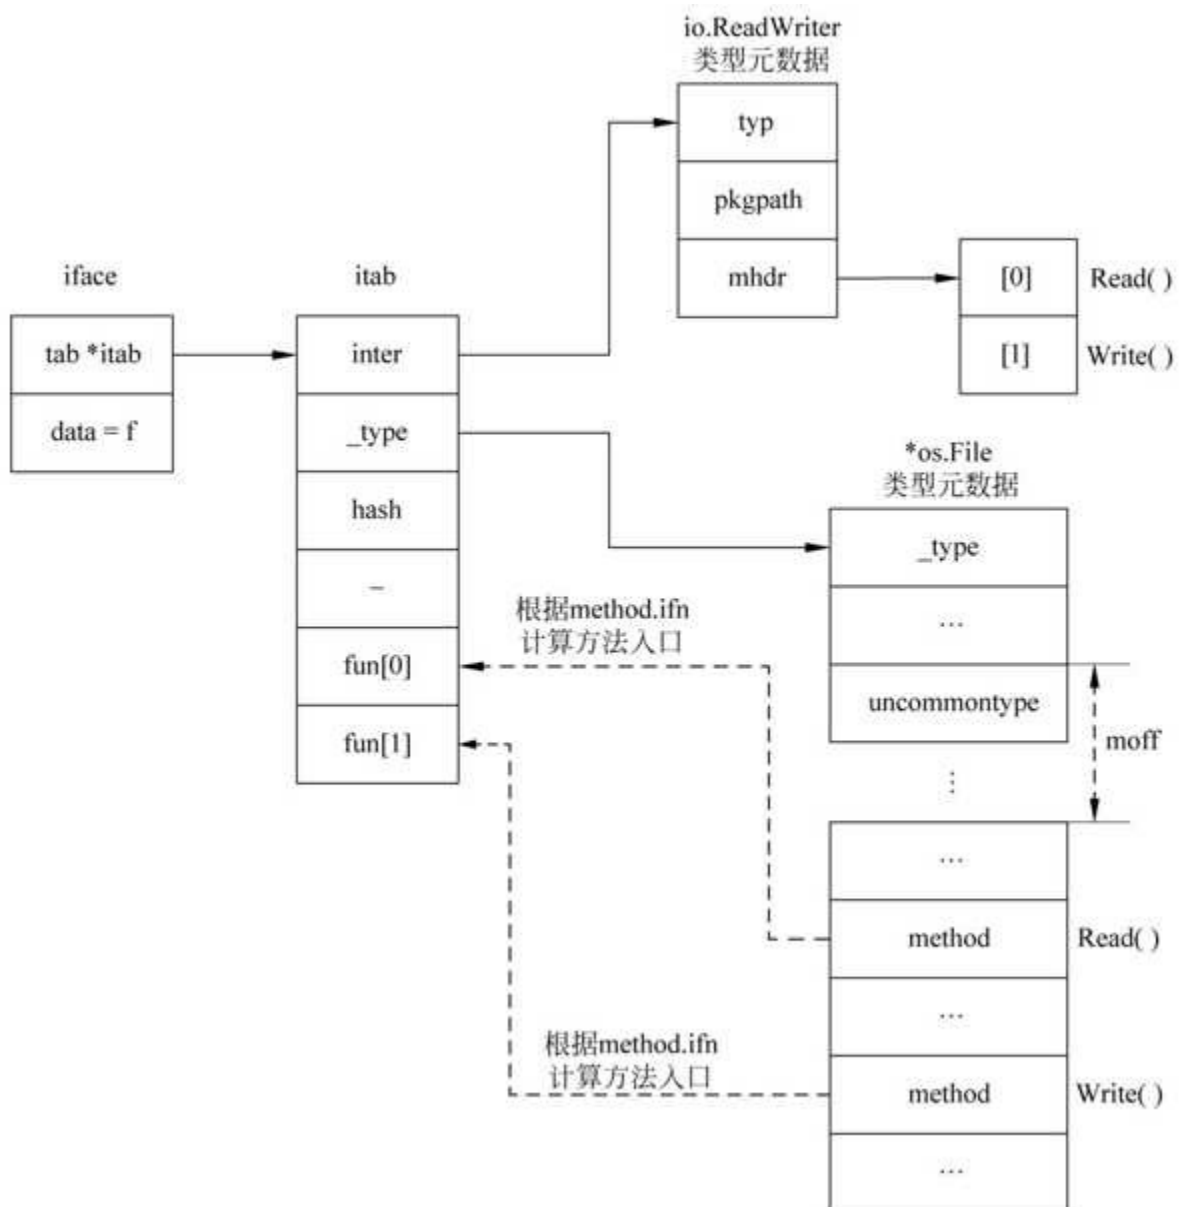 io.ReadWriter
类型元数据
typ
pkgpath
mhdr
[0]
Read( )
[1]
Write( )
iface
tab *itab
data = f
itab
inter
_type
hash
–
fun[0]
fun[1]
*os.File
类型元数据
_type
…
uncommontype
moff
⋮
…
method
Read( )
…
method
Write( )
…
根据method.ifn
计算方法入口
根据method.ifn
计算方法入口